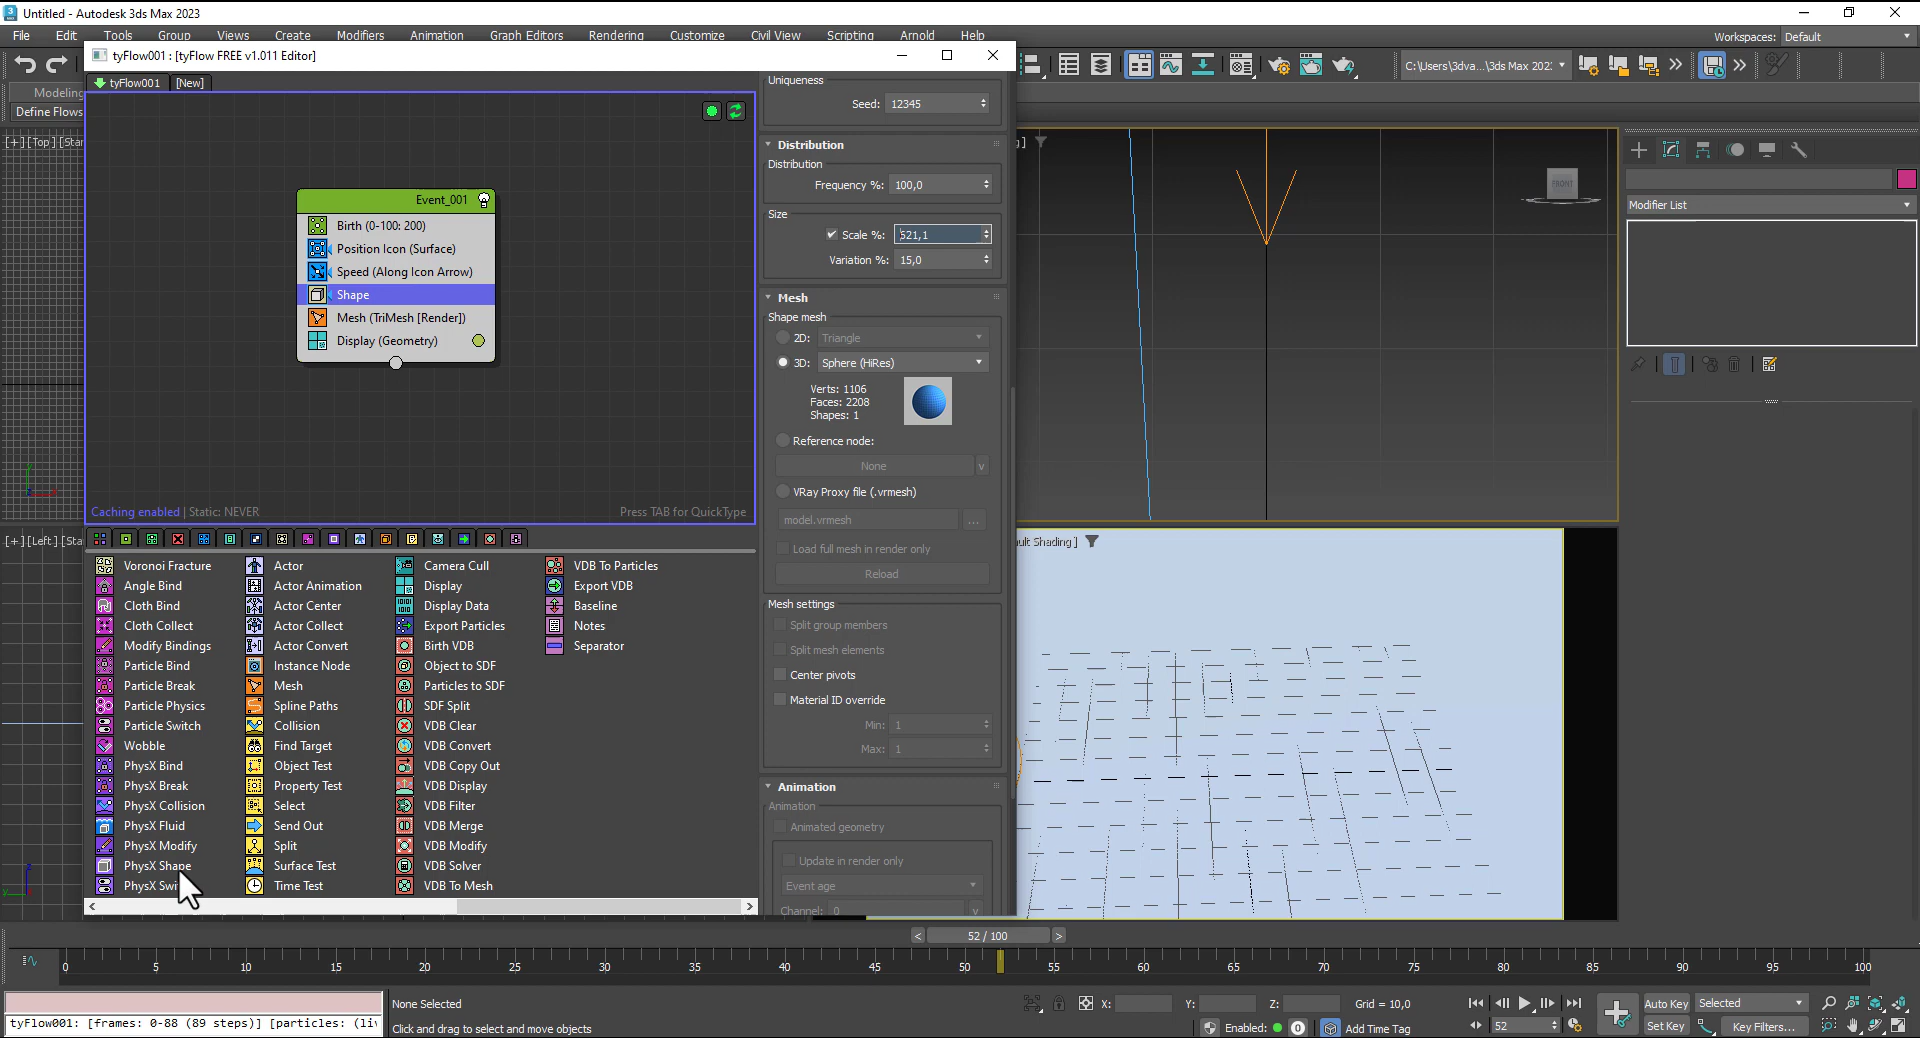 Untitled - Autodesk 3ds Max 2023
File Edit Tools Group Views Create Modifiers Animation Graph Editors Rendering Customize Civil View Scripting Arnold Help
Workspaces: Default
tyFlow001 : [tyFlow FREE v1.011 Editor]
C:\Users\3dva...\3ds Max 202:
tyFlow001 [New]
Modeling
Define Flows
[+] [Top] [Star
Event_001
Birth (0-100: 200)
Position Icon (Surface)
Speed (Along Icon Arrow)
Shape
Mesh (TriMesh [Render])
Display (Geometry)
Caching enabled | Static: NEVER
Press TAB for QuickType
[+] [Left] [Sta
Uniqueness
Seed: 12345
Distribution
Distribution
Frequency %: 100,0
Size
Scale %: 521,1
Variation %: 15,0
Mesh
Shape mesh
2D: Triangle
3D: Sphere (HiRes)
Verts: 1106
Faces: 2208
Shapes: 1
Reference node:
None v
VRay Proxy file (.vrmesh)
model.vrmesh ...
Load full mesh in render only
Reload
Mesh settings
Split group members
Split mesh elements
Center pivots
Material ID override
Min: 1
Max: 1
Animation
Animation
Animated geometry
Update in render only
Event age
Channel: 0 v
Voronoi Fracture Actor Camera Cull VDB To Particles
Angle Bind Actor Animation Display Export VDB
Cloth Bind Actor Center Display Data Baseline
Cloth Collect Actor Collect Export Particles Notes
Modify Bindings Actor Convert Birth VDB Separator
Particle Bind Instance Node Object to SDF
Particle Break Mesh Particles to SDF
Particle Physics Spline Paths SDF Split
Particle Switch Collision VDB Clear
Wobble Find Target VDB Convert
PhysX Bind Object Test VDB Copy Out
PhysX Break Property Test VDB Display
PhysX Collision Select VDB Filter
PhysX Fluid Send Out VDB Merge
PhysX Modify Split VDB Modify
PhysX Shape Surface Test VDB Solver
PhysX Swi Time Test VDB To Mesh
FRONT
ult Shading ]
Modifier List
< 52 / 100 >
0 5 10 15 20 25 30 35 40 45 50 55 60 65 70 75 80 85 90 95 100
None Selected
X: Y: Z: Grid = 10,0
Auto Key Selected
tyFlow001: [frames: 0-88 (89 steps)] [particles: (liv
Click and drag to select and move objects
Enabled: 0 Add Time Tag
52
Set Key Key Filters...